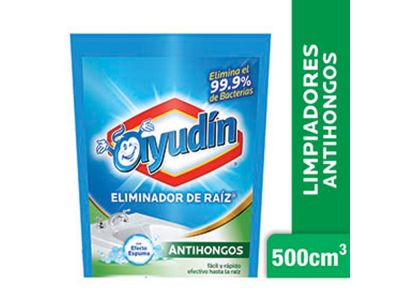 Elimina el
99.9%
de Bacterias
Ayudín
ELIMINADOR DE RAÍZ
con
Efecto
Espuma
ANTIHONGOS
fácil y rápido
efectivo hasta la raíz
LIMPIADORES
ANTIHONGOS
500cm³